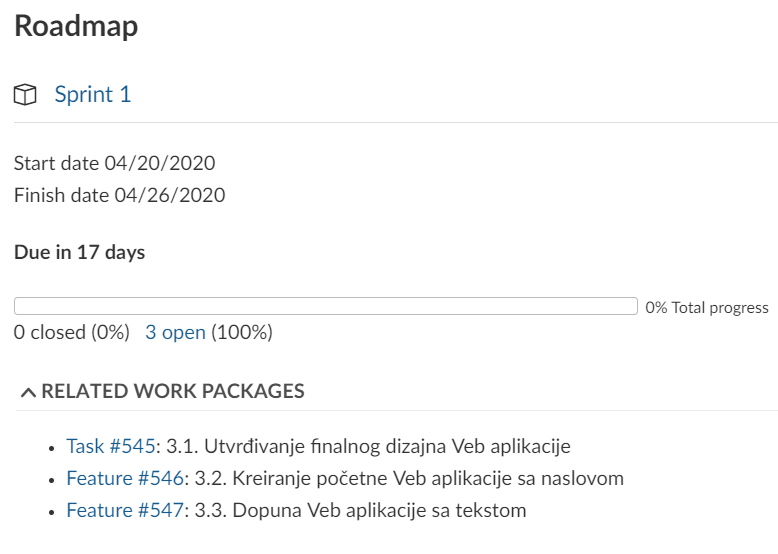 Roadmap
Sprint 1
Start date 04/20/2020
Finish date 04/26/2020
Due in 17 days
0% Total progress
0 closed (0%) 3 open (100%)
RELATED WORK PACKAGES
Task #545: 3.1. Utvrđivanje finalnog dizajna Veb aplikacije
Feature #546: 3.2. Kreiranje početne Veb aplikacije sa naslovom
Feature #547: 3.3. Dopuna Veb aplikacije sa tekstom